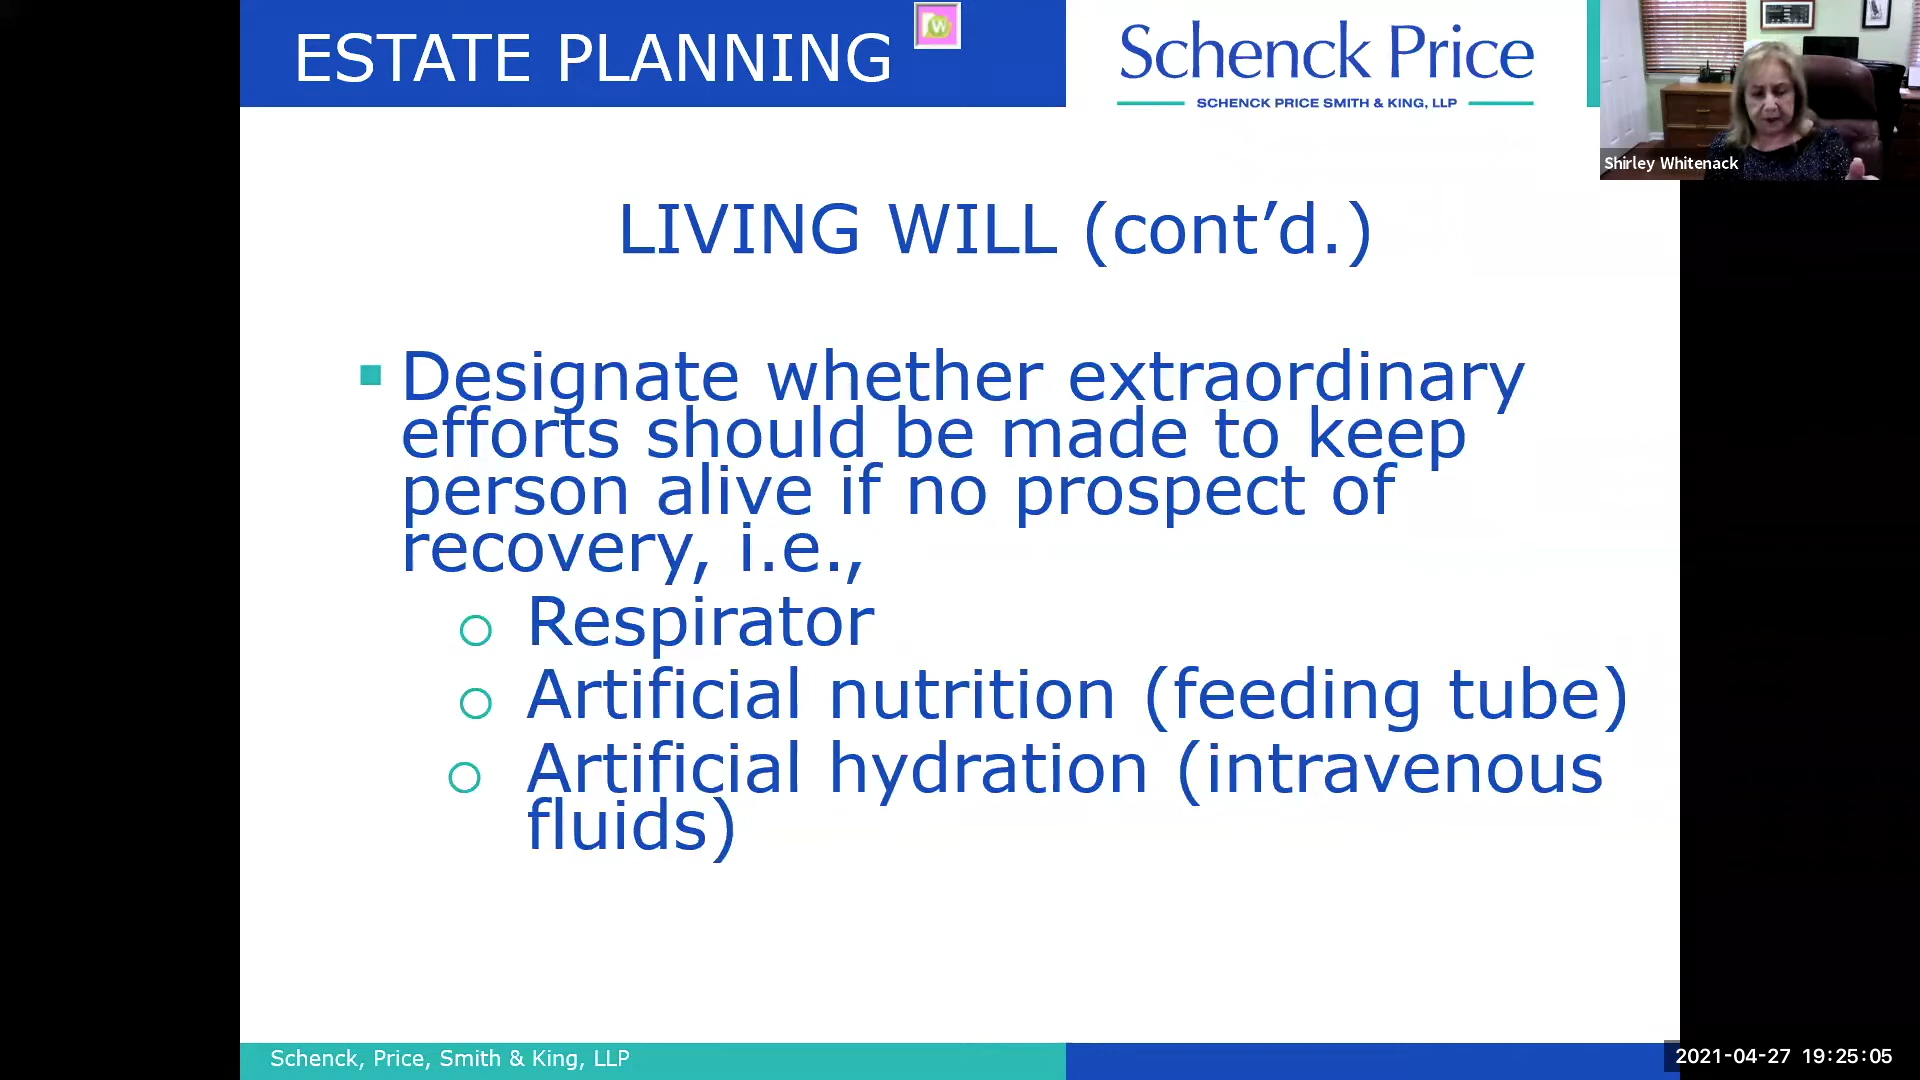 ESTATE PLANNING
W
Schenck Price
SCHENCK PRICE SMITH & KING, LLP
Shirley Whitenack
LIVING WILL (cont’d.)
Designate whether extraordinary
efforts should be made to keep
person alive if no prospect of
recovery, i.e.,
Respirator
Artificial nutrition (feeding tube)
Artificial hydration (intravenous
fluids)
Schenck, Price, Smith & King, LLP
2021-04-27 19:25:05